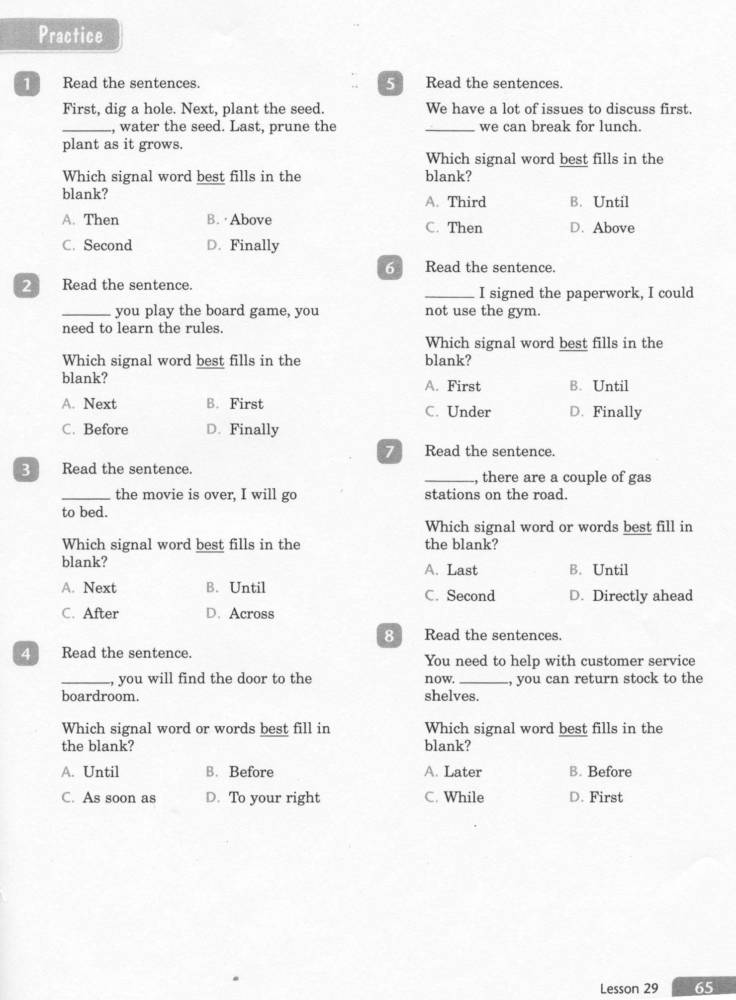 Practice
1
Read the sentences.
First, dig a hole. Next, plant the seed.
______, water the seed. Last, prune the
plant as it grows.
Which signal word best fills in the
blank?
A. Then
B. Above
C. Second
D. Finally
2
Read the sentence.
______ you play the board game, you
need to learn the rules.
Which signal word best fills in the
blank?
A. Next
B. First
C. Before
D. Finally
3
Read the sentence.
______ the movie is over, I will go
to bed.
Which signal word best fills in the
blank?
A. Next
B. Until
C. After
D. Across
4
Read the sentence.
______, you will find the door to the
boardroom.
Which signal word or words best fill in
the blank?
A. Until
B. Before
C. As soon as
D. To your right
5
Read the sentences.
We have a lot of issues to discuss first.
______ we can break for lunch.
Which signal word best fills in the
blank?
A. Third
B. Until
C. Then
D. Above
6
Read the sentence.
______ I signed the paperwork, I could
not use the gym.
Which signal word best fills in the
blank?
A. First
B. Until
C. Under
D. Finally
7
Read the sentence.
______, there are a couple of gas
stations on the road.
Which signal word or words best fill in
the blank?
A. Last
B. Until
C. Second
D. Directly ahead
8
Read the sentences.
You need to help with customer service
now. ______, you can return stock to the
shelves.
Which signal word best fills in the
blank?
A. Later
B. Before
C. While
D. First
Lesson 29
65